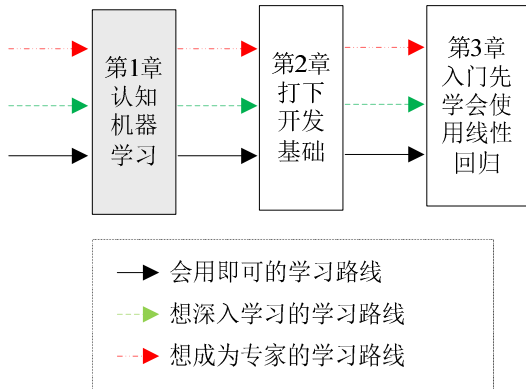 第1章
认知
机器
学习
第2章
打下
开发
基础
第3章
入门先
学会使
用线性
回归
会用即可的学习路线
想深入学习的学习路线
想成为专家的学习路线